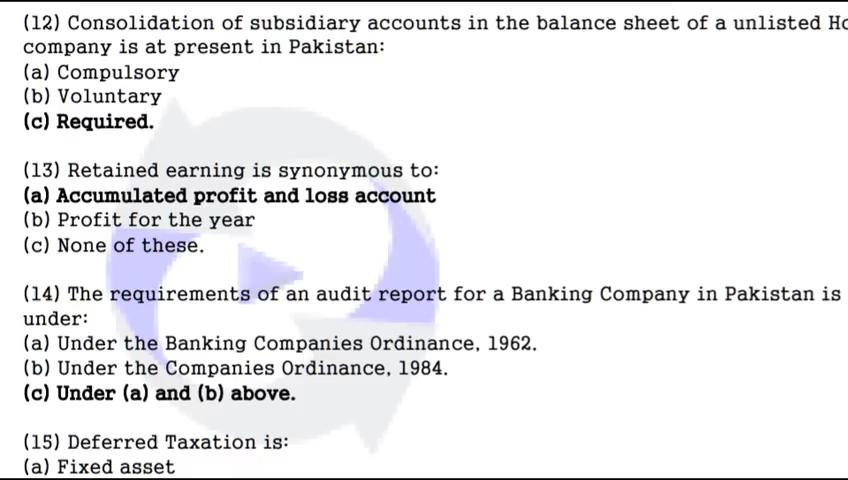 (12) Consolidation of subsidiary accounts in the balance sheet of a unlisted
company is at present in Pakistan:
(a) Compulsory
(b) Voluntary
(c) Required.
(13) Retained earning is synonymous to:
(a) Accumulated profit and loss account
(b) Profit for the year
(c) None of these.
(14) The requirements of an audit report for a Banking Company in Pakistan is
under:
(a) Under the Banking Companies Ordinance, 1962.
(b) Under the Companies Ordinance, 1984.
(c) Under (a) and (b) above.
(15) Deferred Taxation is:
(a) Fixed asset